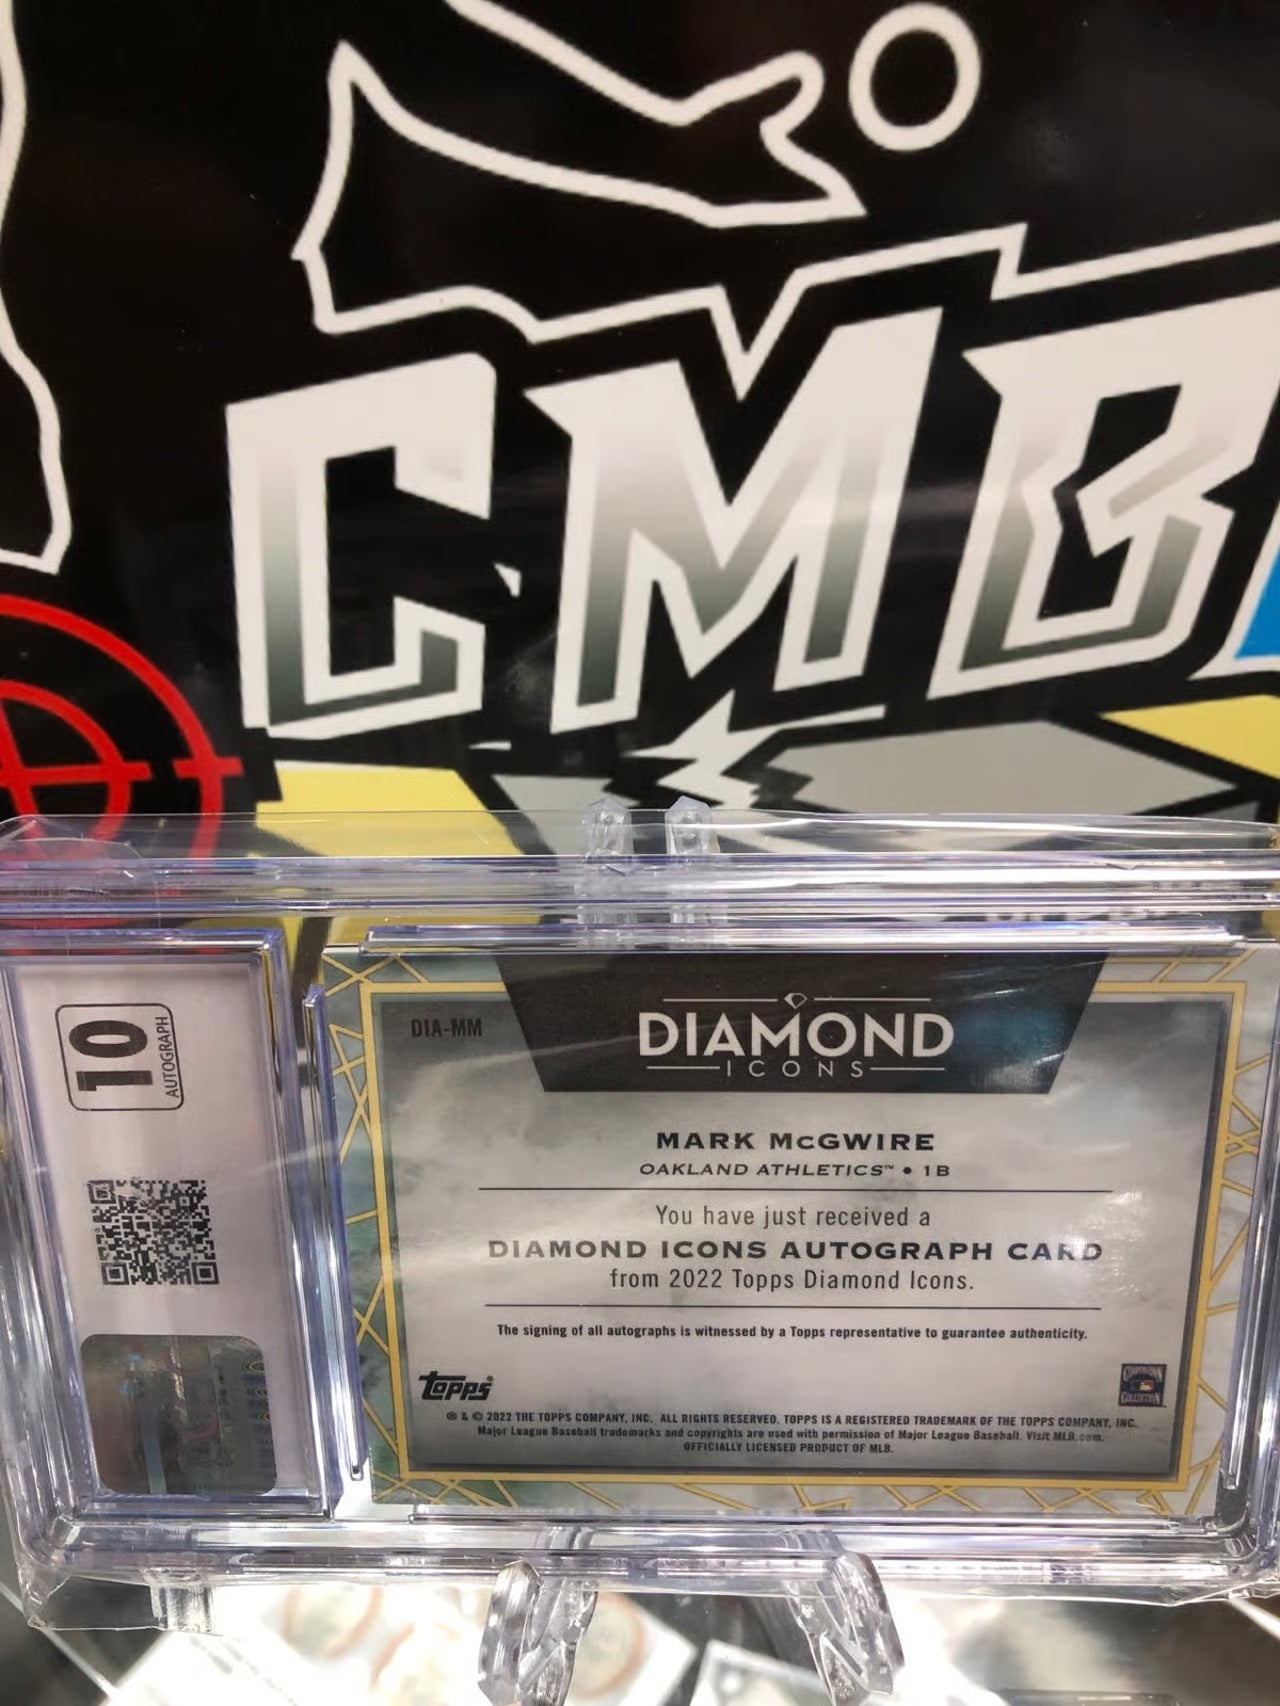 CMB
10
AUTOGRAPH
DIA-MM
DIAMOND
ICONS
MARK McGWIRE
OAKLAND ATHLETICS™ • 1B
You have just received a
DIAMOND ICONS AUTOGRAPH CARD
from 2022 Topps Diamond Icons.
The signing of all autographs is witnessed by a Topps representative to guarantee authenticity.
Topps
COOPERSTOWN
COLLECTION
® & © 2022 THE TOPPS COMPANY, INC. ALL RIGHTS RESERVED. TOPPS IS A REGISTERED TRADEMARK OF THE TOPPS COMPANY, INC.
Major League Baseball trademarks and copyrights are used with permission of Major League Baseball. Visit MLB.com.
OFFICIALLY LICENSED PRODUCT OF MLB.